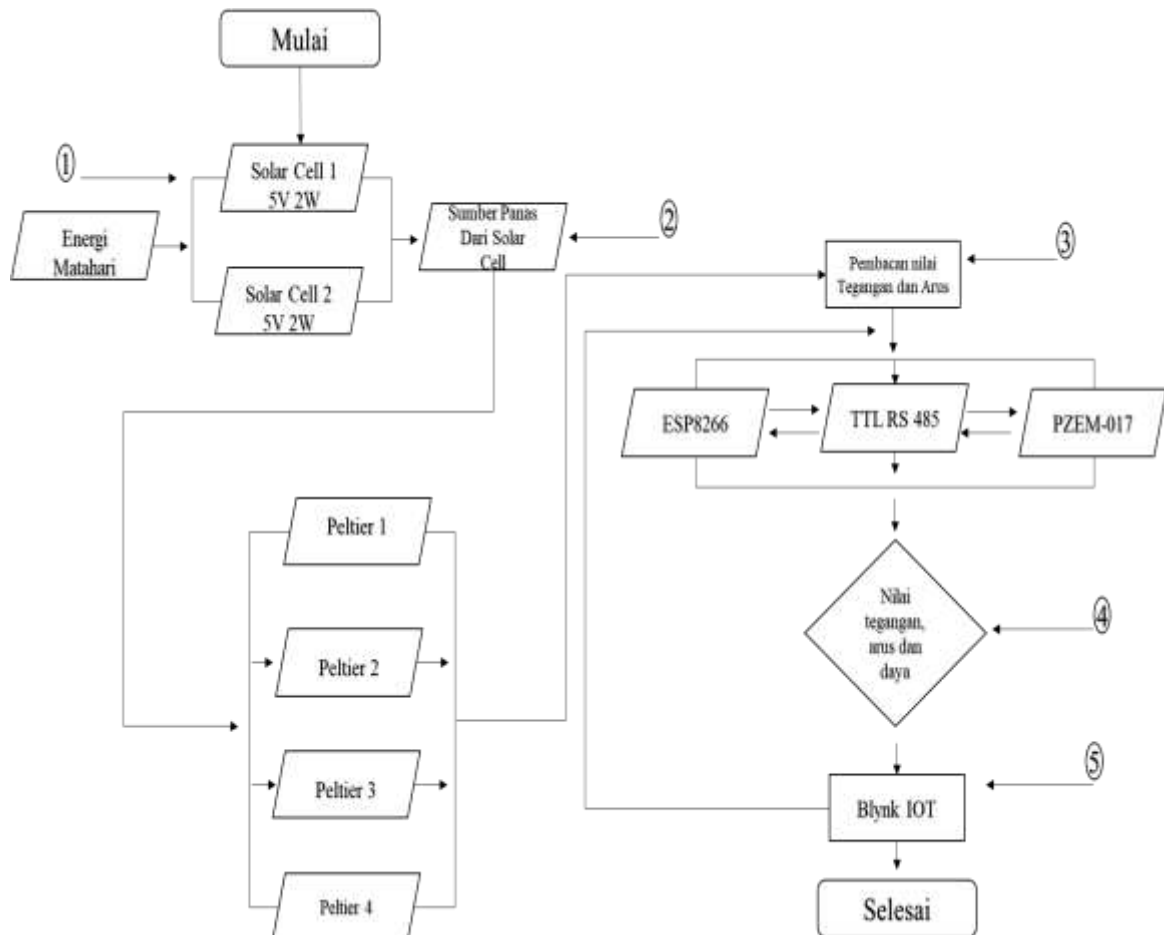 Mulai
①
Solar Cell 1
5V 2W
Energi
Matahari
Solar Cell 2
5V 2W
Sumber Panas
Dari Solar
Cell
②
③
Pembacan nilai
Tegangan dan Arus
ESP8266
TTL RS 485
PZEM-017
Peltier 1
Peltier 2
Peltier 3
Peltier 4
Nilai
tegangan,
arus dan
daya
④
⑤
Blynk IOT
Selesai